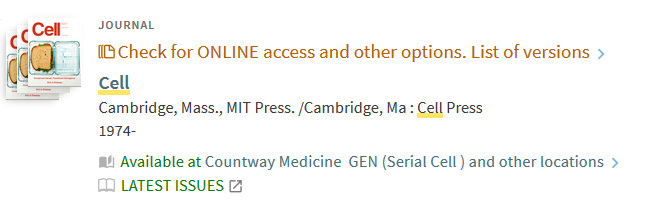 JOURNAL
Check for ONLINE access and other options. List of versions
Cell
Cell
Cambridge, Mass., MIT Press. /Cambridge, Ma : Cell Press
1974-
Available at Countway Medicine GEN (Serial Cell ) and other locations
LATEST ISSUES